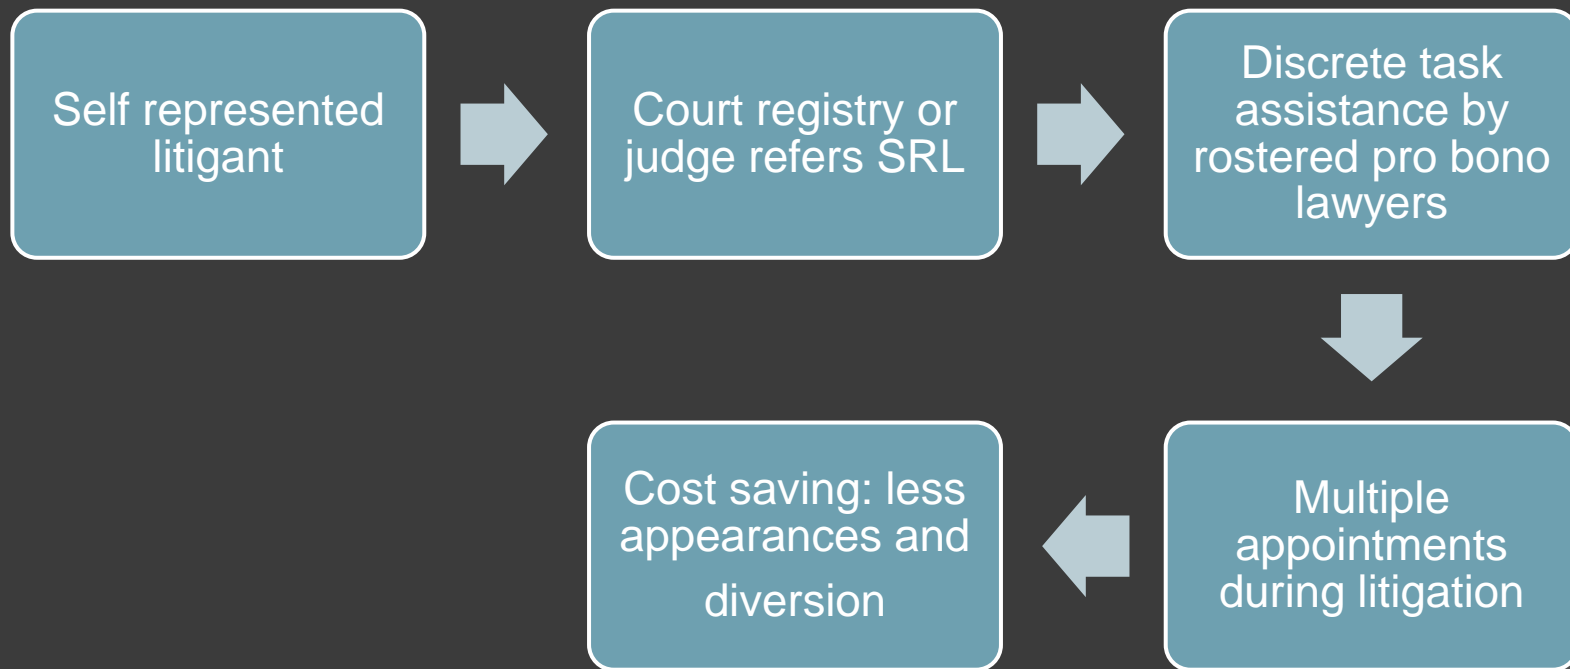 Self represented
litigant
Court registry or
judge refers SRL
Discrete task
assistance by
rostered pro bono
lawyers
Multiple
appointments
during litigation
Cost saving: less
appearances and
diversion